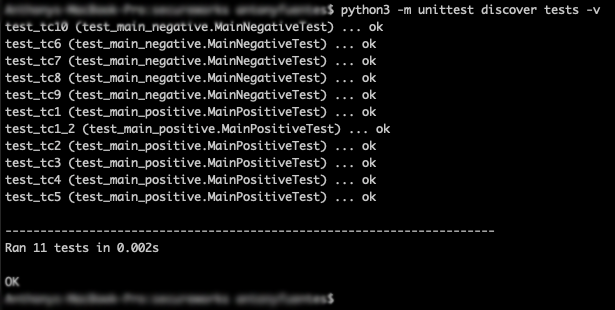 $ python3 -m unittest discover tests -v
test_tc10 (test_main_negative.MainNegativeTest) ... ok
test_tc6 (test_main_negative.MainNegativeTest) ... ok
test_tc7 (test_main_negative.MainNegativeTest) ... ok
test_tc8 (test_main_negative.MainNegativeTest) ... ok
test_tc9 (test_main_negative.MainNegativeTest) ... ok
test_tc1 (test_main_positive.MainPositiveTest) ... ok
test_tc1_2 (test_main_positive.MainPositiveTest) ... ok
test_tc2 (test_main_positive.MainPositiveTest) ... ok
test_tc3 (test_main_positive.MainPositiveTest) ... ok
test_tc4 (test_main_positive.MainPositiveTest) ... ok
test_tc5 (test_main_positive.MainPositiveTest) ... ok
----------------------------------------------------------------------
Ran 11 tests in 0.002s
OK
$